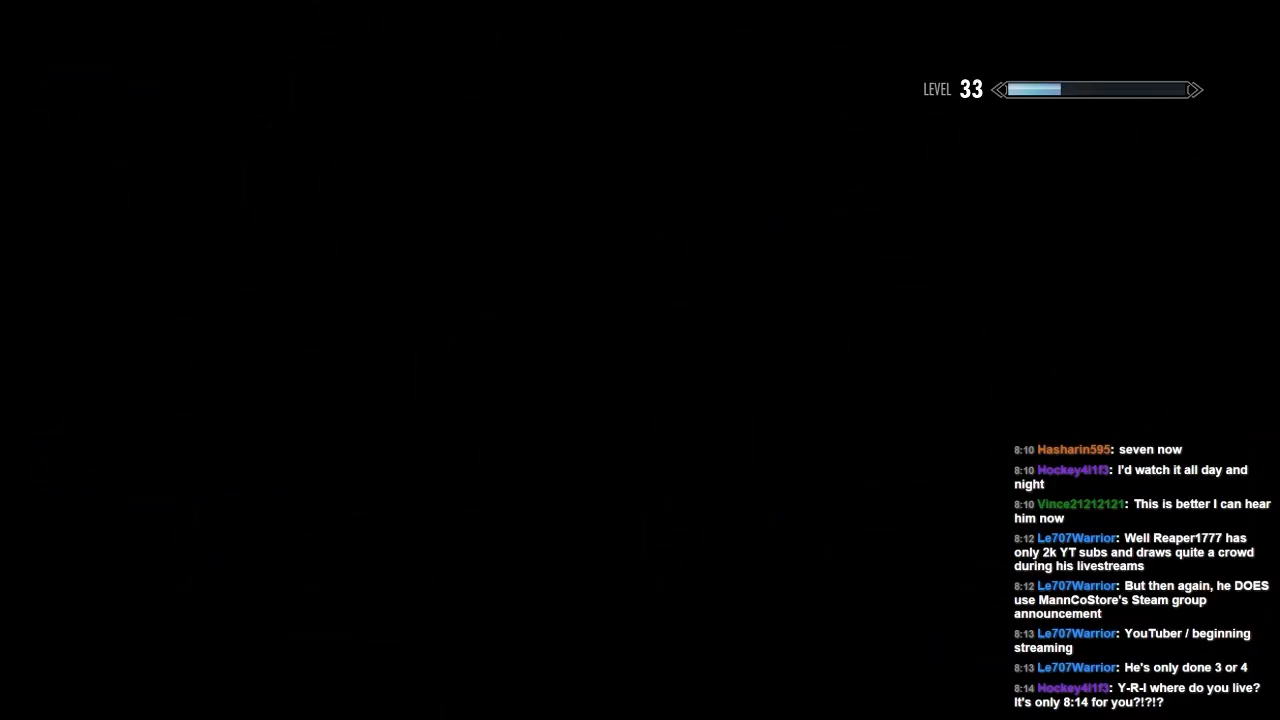 LEVEL 33
8:10 Hasharin595: seven now
8:10 Hockey4l1f3: I'd watch it all day and
night
8:10 Vince21212121: This is better I can hear
him now
8:12 Le707Warrior: Well Reaper1777 has
only 2k YT subs and draws quite a crowd
during his livestreams
8:12 Le707Warrior: But then again, he DOES
use MannCoStore's Steam group
announcement
8:13 Le707Warrior: YouTuber / beginning
streaming
8:13 Le707Warrior: He's only done 3 or 4
8:14 Hockey4l1f3: Y-R-I where do you live?
It's only 8:14 for you?!?!?